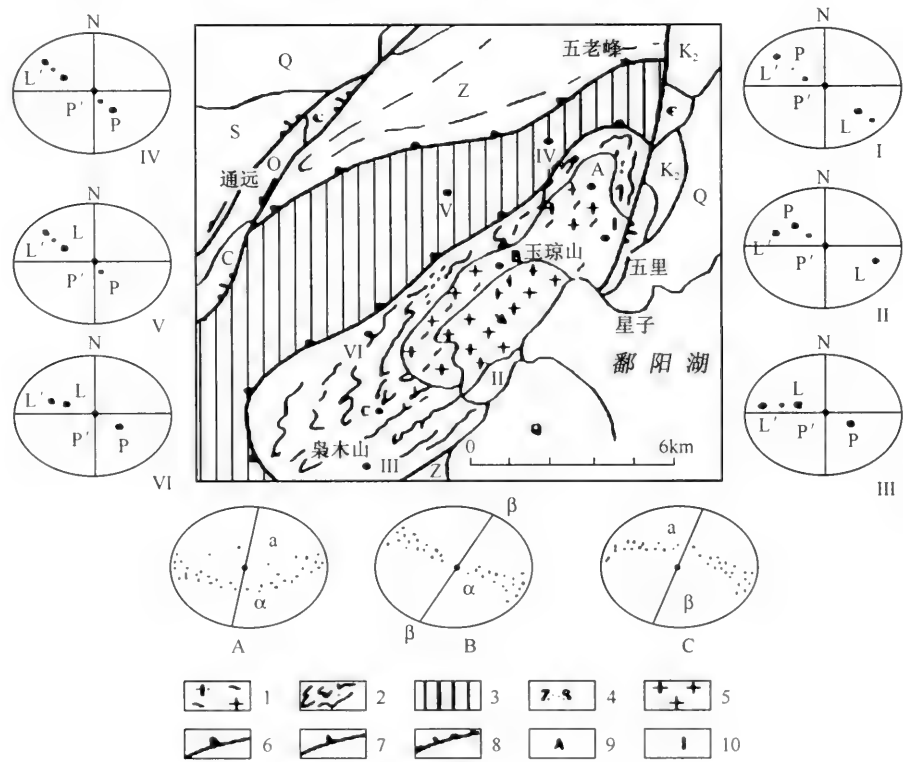 N
L′
P′
P
IV
N
L′
L
P′
P
V
N
L′
L
P′
P
VI
Q
S
Z
O
C
通远
五老峰
K₂
IV
V
A
K₂
Q
玉琼山
五里
星子
鄱阳湖
VI
II
枭木山
III
Z
0 6km
N
P
L′
P′
L
I
N
P
L′
P′
L
II
N
L
L′
P′
P
III
a
α
A
β
α
β
B
a
β
C
1 2 3 4 5
6 7 A 8 9 10